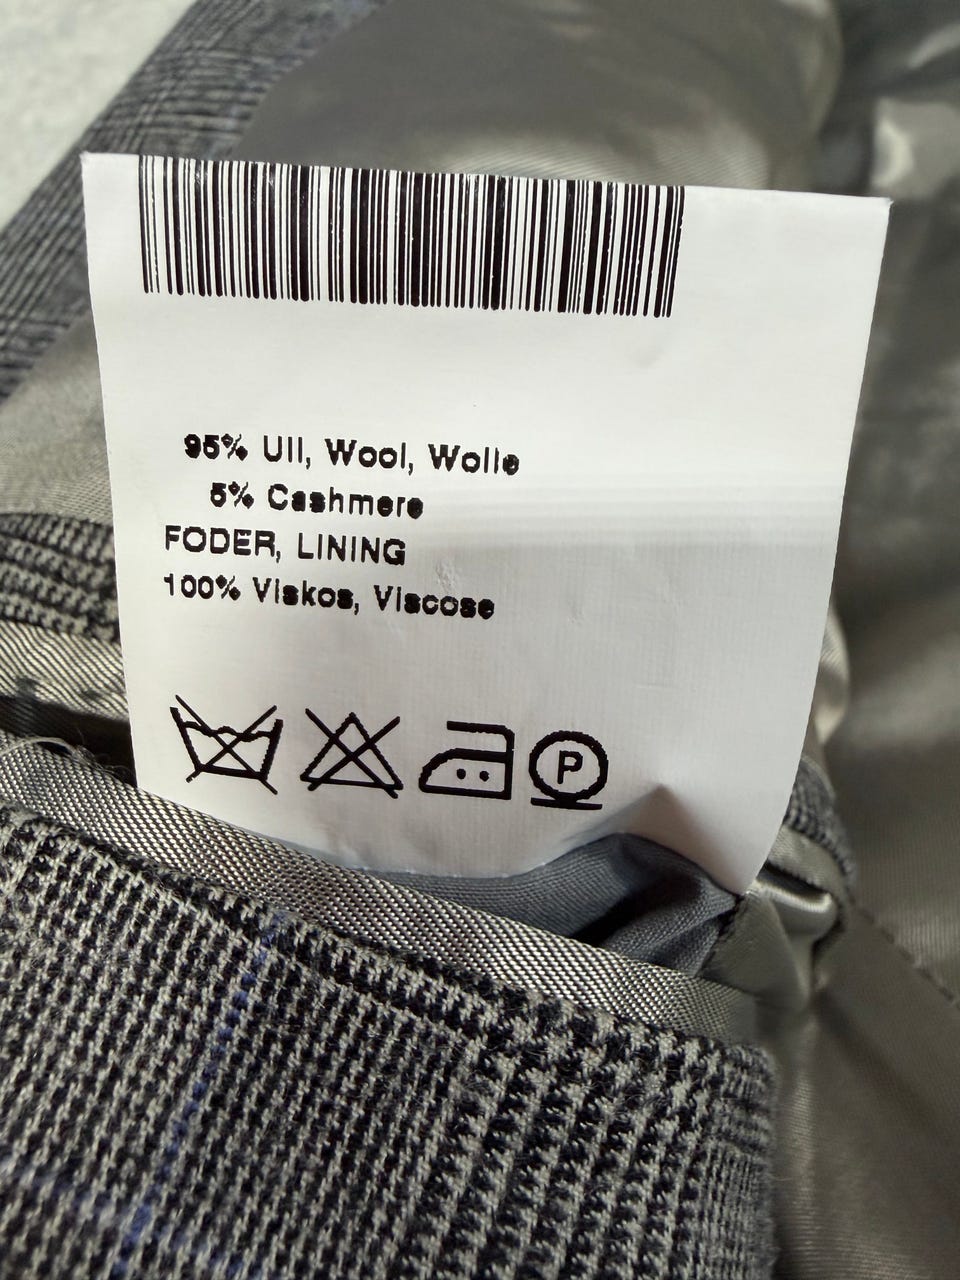 95% Ull, Wool, Wolle
5% Cashmere
FODER, LINING
100% Viskos, Viscose
P